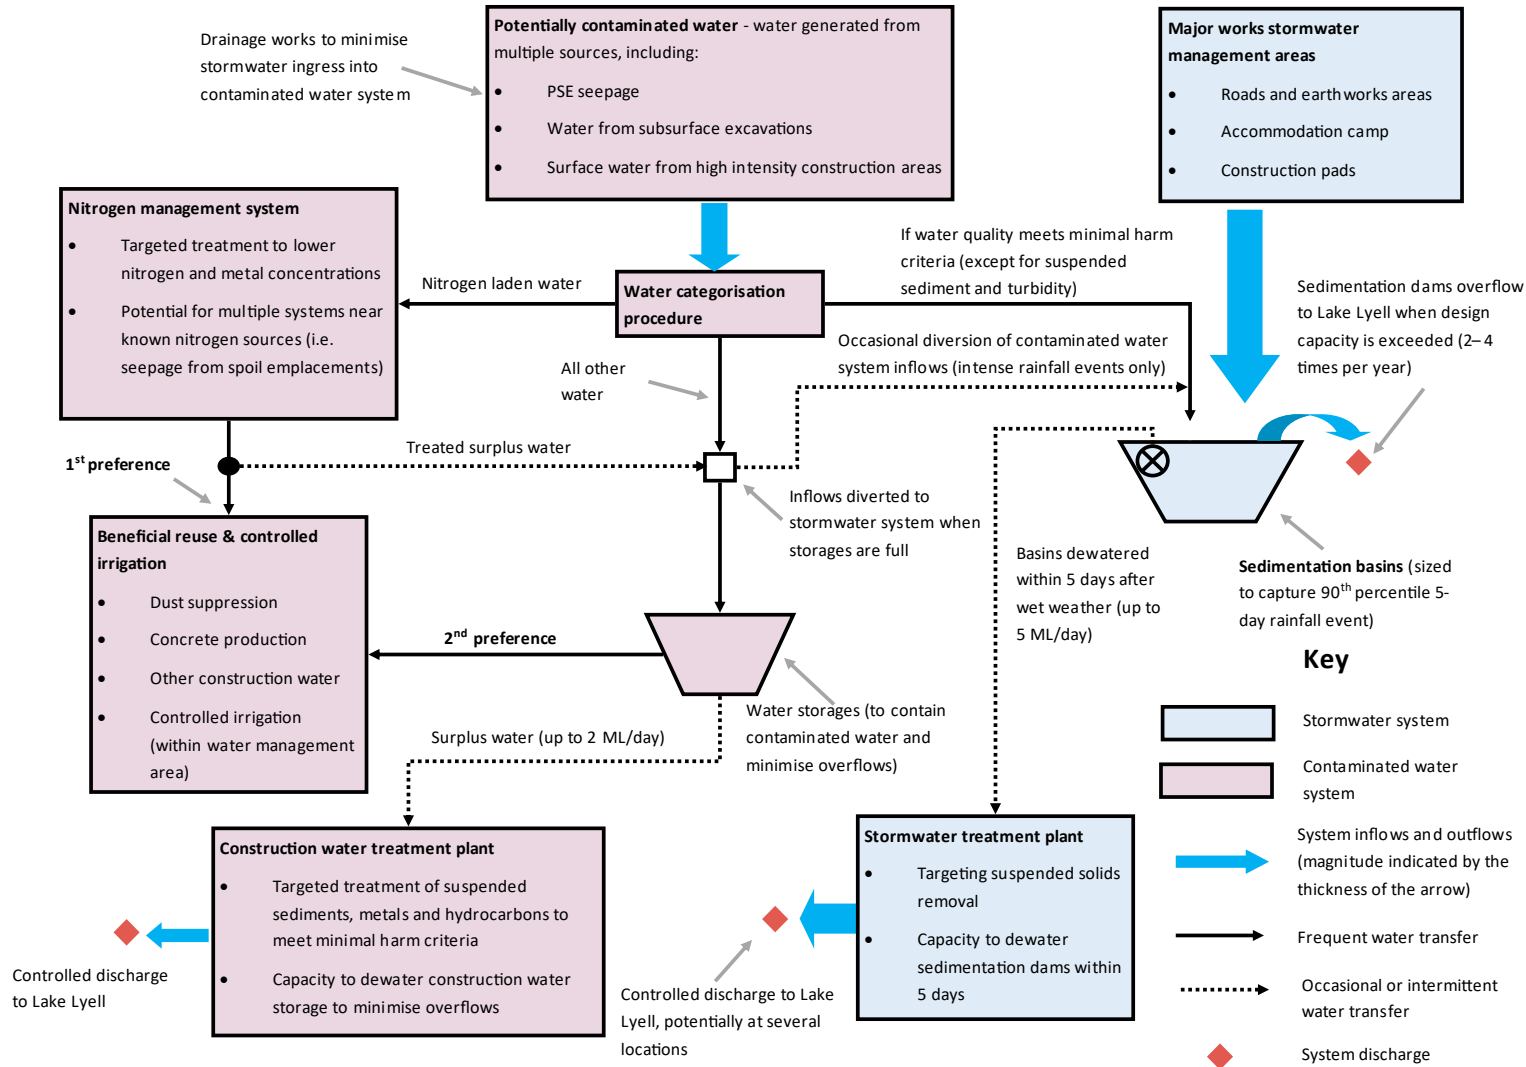 Drainage works to minimise
stormwater ingress into
contaminated water system
Potentially contaminated water - water generated from
multiple sources, including:
• PSE seepage
• Water from subsurface excavations
• Surface water from high intensity construction areas
Major works stormwater
management areas
• Roads and earthworks areas
• Accommodation camp
• Construction pads
Nitrogen management system
• Targeted treatment to lower
nitrogen and metal concentrations
• Potential for multiple systems near
known nitrogen sources (i.e.
seepage from spoil emplacements)
Nitrogen laden water
Water categorisation
procedure
If water quality meets minimal harm
criteria (except for suspended
sediment and turbidity)
Occasional diversion of contaminated water
system inflows (intense rainfall events only)
Sedimentation dams overflow
to Lake Lyell when design
capacity is exceeded (2–4
times per year)
All other
water
1st preference
Treated surplus water
Inflows diverted to
stormwater system when
storages are full
Beneficial reuse & controlled
irrigation
• Dust suppression
• Concrete production
• Other construction water
• Controlled irrigation
(within water management
area)
2nd preference
Basins dewatered
within 5 days after
wet weather (up to
5 ML/day)
Sedimentation basins (sized
to capture 90th percentile 5-
day rainfall event)
Water storages (to contain
contaminated water and
minimise overflows)
Surplus water (up to 2 ML/day)
Construction water treatment plant
• Targeted treatment of suspended
sediments, metals and hydrocarbons to
meet minimal harm criteria
• Capacity to dewater construction water
storage to minimise overflows
Controlled discharge
to Lake Lyell
Stormwater treatment plant
• Targeting suspended solids
removal
• Capacity to dewater
sedimentation dams within
5 days
Controlled discharge to Lake
Lyell, potentially at several
locations
Key
Stormwater system
Contaminated water
system
System inflows and outflows
(magnitude indicated by the
thickness of the arrow)
Frequent water transfer
Occasional or intermittent
water transfer
System discharge